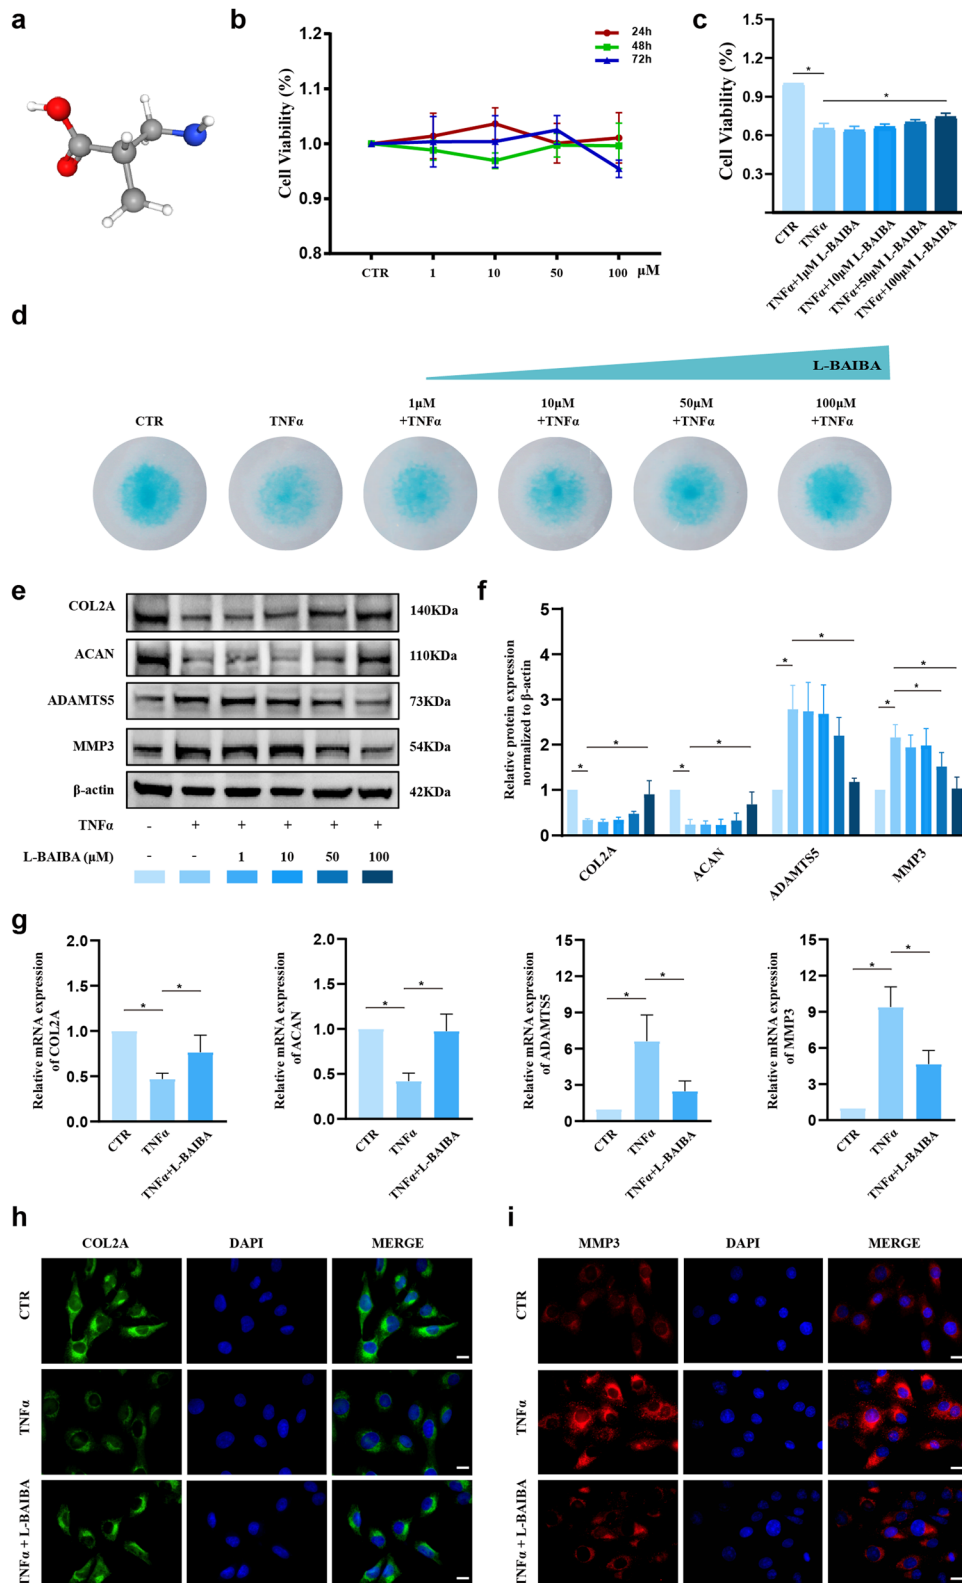 a
b
24h
48h
72h
Cell Viability (%)
1.2
1.1
1.0
0.9
0.8
CTR 1 10 50 100 μM
c
Cell Viability (%)
1.5
1.2
0.9
0.6
0.3
*
*
CTR
TNFα
TNFα+1μM L-BAIBA
TNFα+10μM L-BAIBA
TNFα+50μM L-BAIBA
TNFα+100μM L-BAIBA
d
L-BAIBA
CTR
TNFα
1μM
+TNFα
10μM
+TNFα
50μM
+TNFα
100μM
+TNFα
e
COL2A 140KDa
ACAN 110KDa
ADAMTS5 73KDa
MMP3 54KDa
β-actin 42KDa
TNFα - + + + + +
L-BAIBA (μM) - - 1 10 50 100
f
Relative protein expression
normalized to β-actin
5
4
3
2
1
0
*
*
*
*
*
*
*
*
*
COL2A
ACAN
ADAMTS5
MMP3
g
Relative mRNA expression
of COL2A
2.0
1.5
1.0
0.5
0.0
*
*
CTR
TNFα
TNFα+L-BAIBA
Relative mRNA expression
of ACAN
2.0
1.5
1.0
0.5
0.0
*
*
CTR
TNFα
TNFα+L-BAIBA
Relative mRNA expression
of ADAMTS5
15
12
9
6
3
0
*
*
CTR
TNFα
TNFα+L-BAIBA
Relative mRNA expression
of MMP3
15
12
9
6
3
0
*
*
CTR
TNFα
TNFα+L-BAIBA
h
COL2A DAPI MERGE
CTR
TNFα
TNFα + L-BAIBA
i
MMP3 DAPI MERGE
CTR
TNFα
TNFα + L-BAIBA